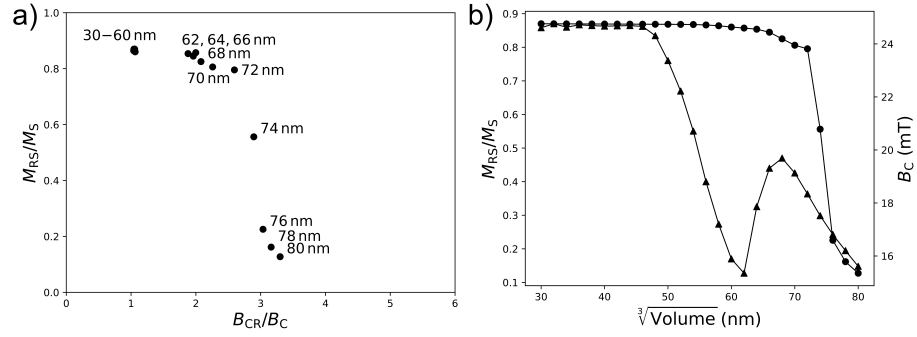 a)
1.0
0.8
0.6
0.4
0.2
0.0
M_RS/M_S
30−60 nm
62, 64, 66 nm
68 nm
70 nm
72 nm
74 nm
76 nm
78 nm
80 nm
0 1 2 3 4 5 6
B_CR/B_C
b)
0.9
0.8
0.7
0.6
0.5
0.4
0.3
0.2
0.1
M_RS/M_S
24
22
20
18
16
B_C (mT)
30 40 50 60 70 80
∛Volume (nm)